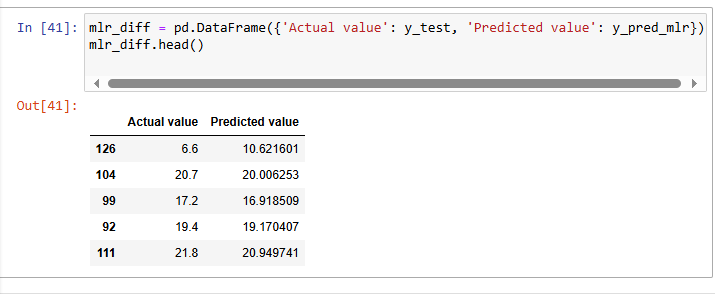 In [41]: mlr_diff = pd.DataFrame({'Actual value': y_test, 'Predicted value': y_pred_mlr})
mlr_diff.head()
Out[41]:
Actual value Predicted value
126 6.6 10.621601
104 20.7 20.006253
99 17.2 16.918509
92 19.4 19.170407
111 21.8 20.949741